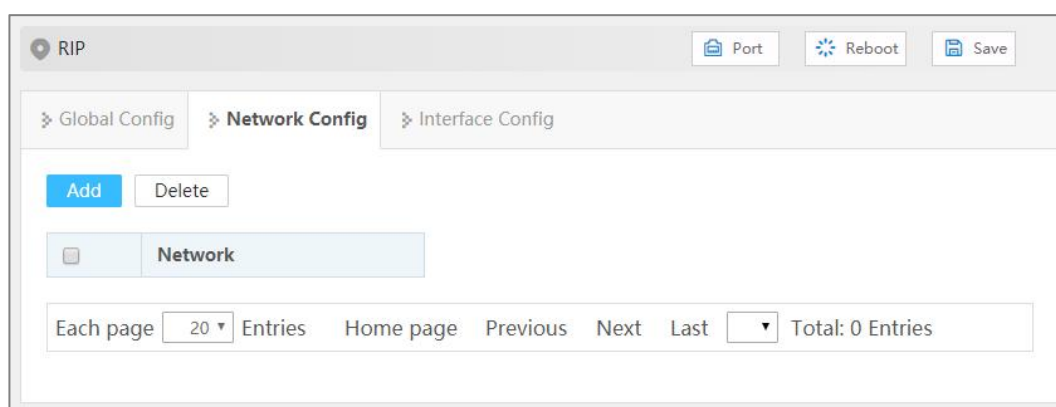 RIP Port Reboot Save
Global Config Network Config Interface Config
Add Delete
Network
Each page 20 Entries Home page Previous Next Last Total: 0 Entries